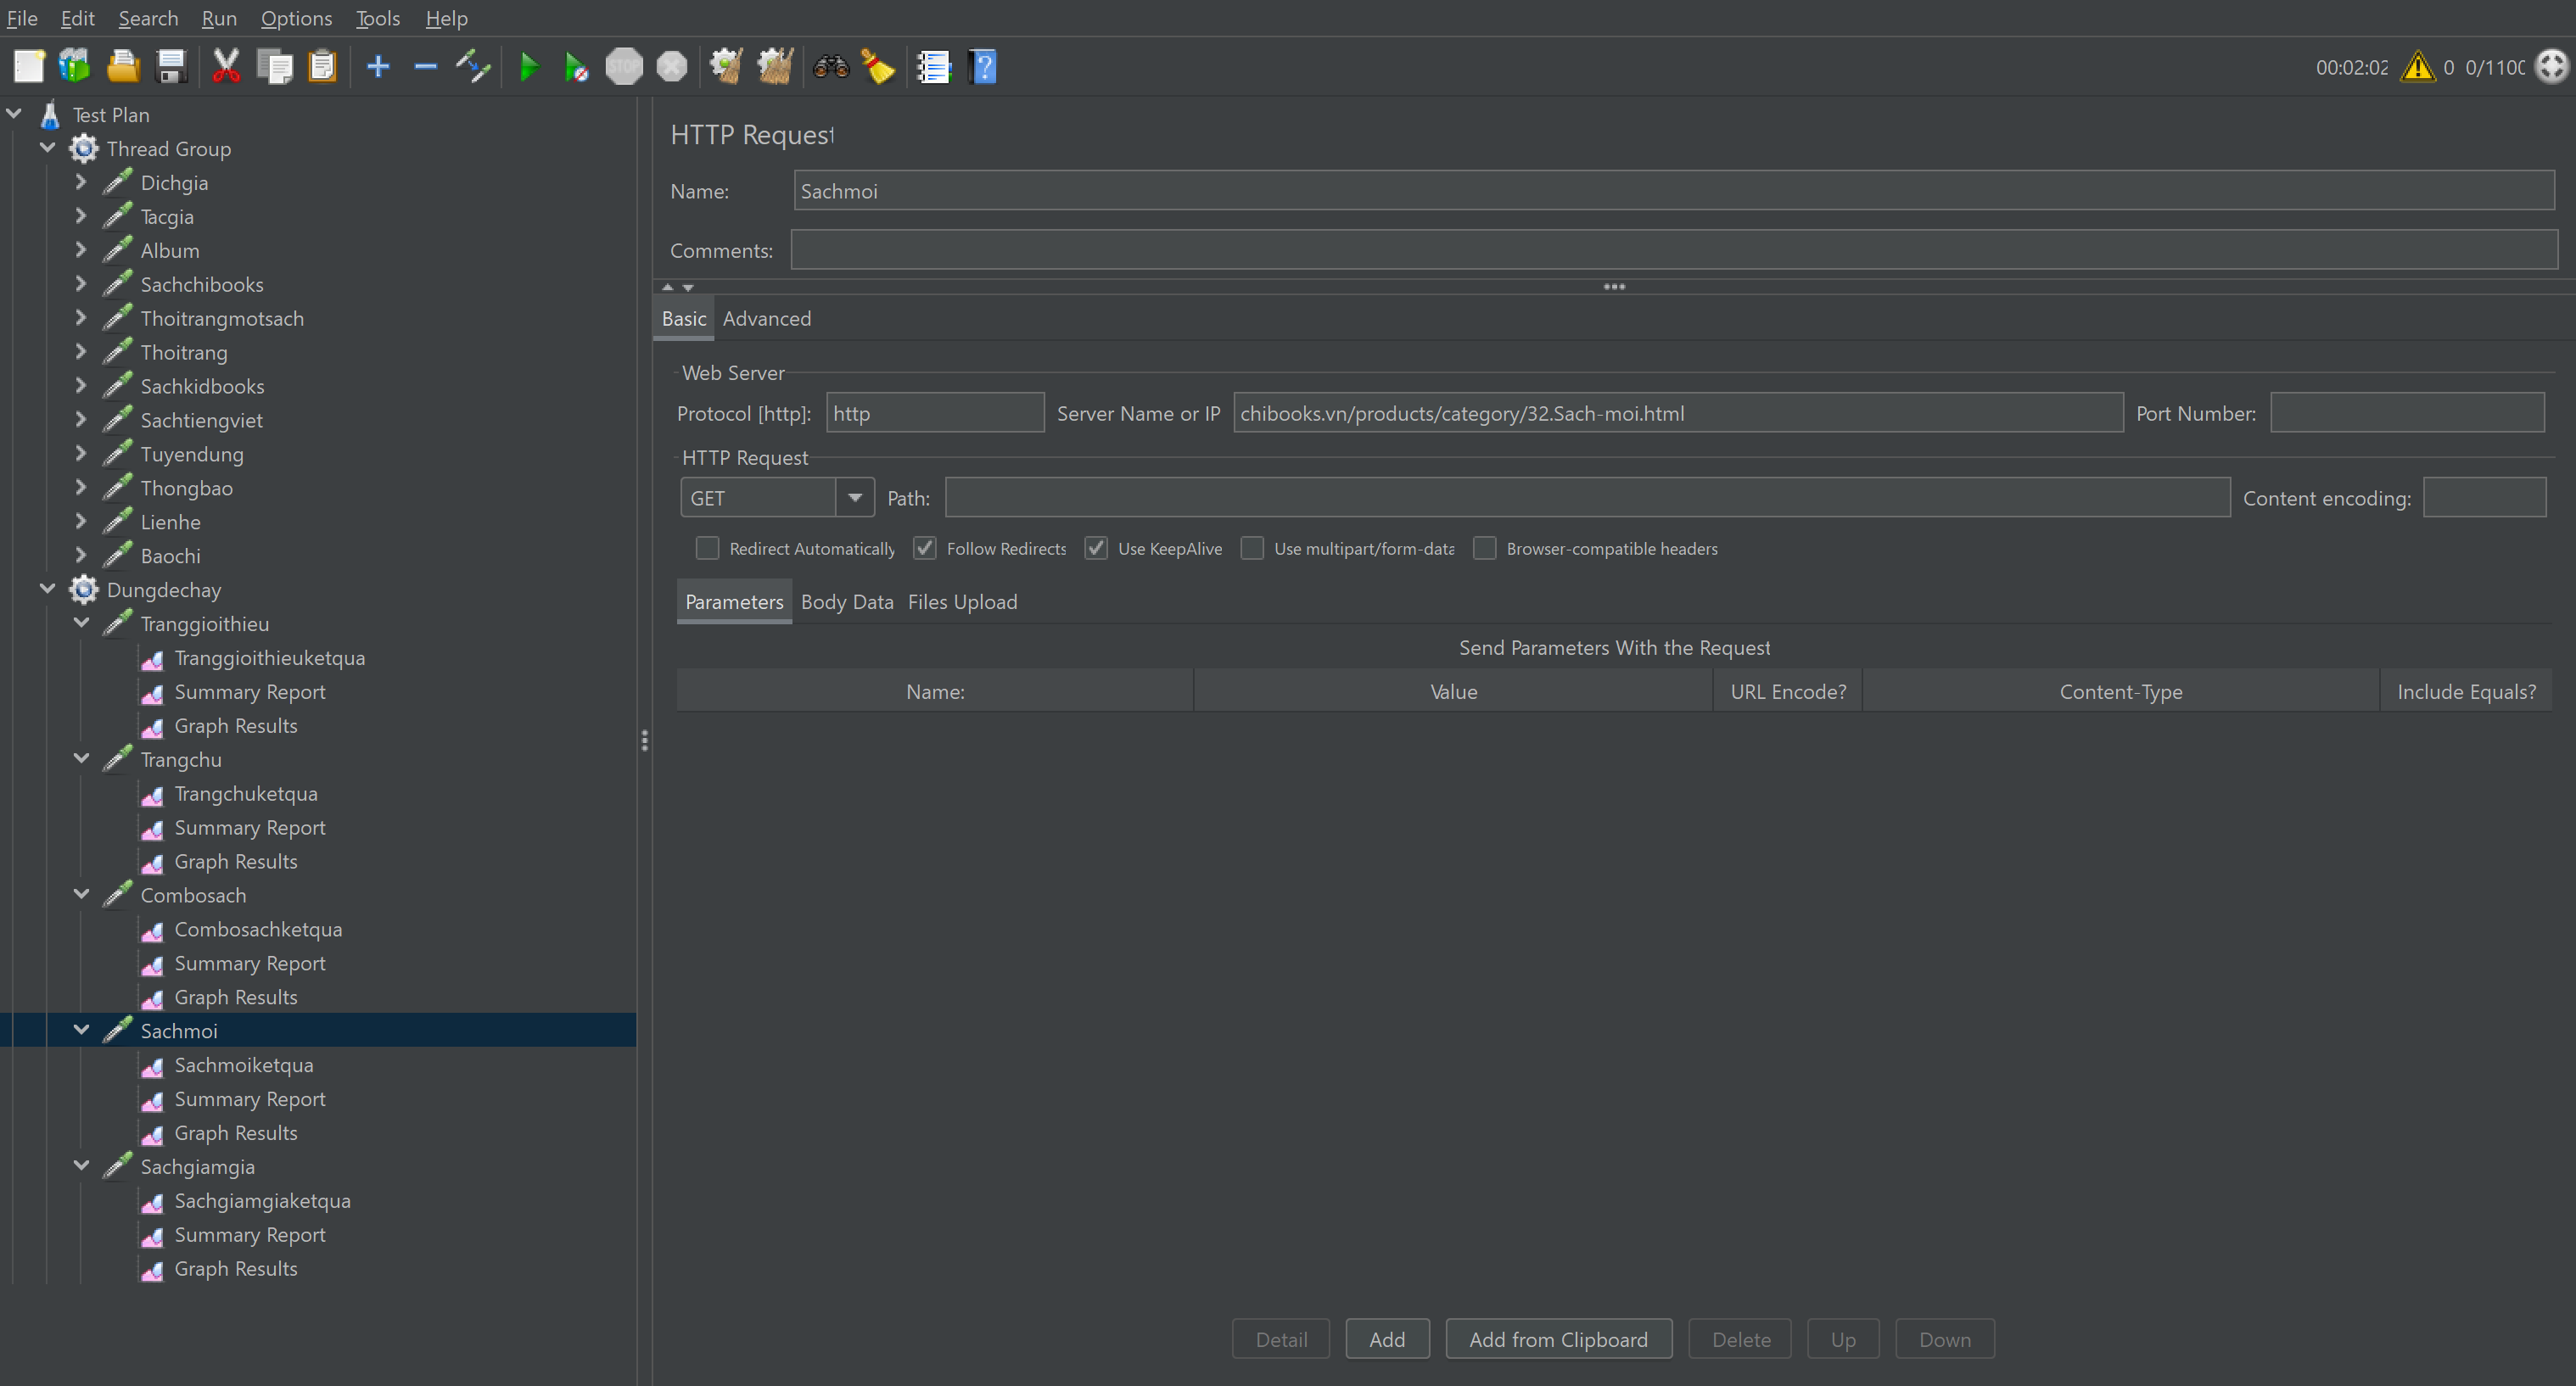 File Edit Search Run Options Tools Help
STOP
00:02:02 0 0/1100
Test Plan
Thread Group
Dichgia
Tacgia
Album
Sachchibooks
Thoitrangmotsach
Thoitrang
Sachkidbooks
Sachtiengviet
Tuyendung
Thongbao
Lienhe
Baochi
Dungdechay
Tranggioithieu
Tranggioithieuketqua
Summary Report
Graph Results
Trangchu
Trangchuketqua
Summary Report
Graph Results
Combosach
Combosachketqua
Summary Report
Graph Results
Sachmoi
Sachmoiketqua
Summary Report
Graph Results
Sachgiamgia
Sachgiamgiaketqua
Summary Report
Graph Results
HTTP Request
Name: Sachmoi
Comments:
Basic Advanced
Web Server
Protocol [http]: http Server Name or IP chibooks.vn/products/category/32.Sach-moi.html Port Number:
HTTP Request
GET Path: Content encoding:
Redirect Automatically Follow Redirects Use KeepAlive Use multipart/form-data Browser-compatible headers
Parameters Body Data Files Upload
Send Parameters With the Request
Name: Value URL Encode? Content-Type Include Equals?
Detail Add Add from Clipboard Delete Up Down